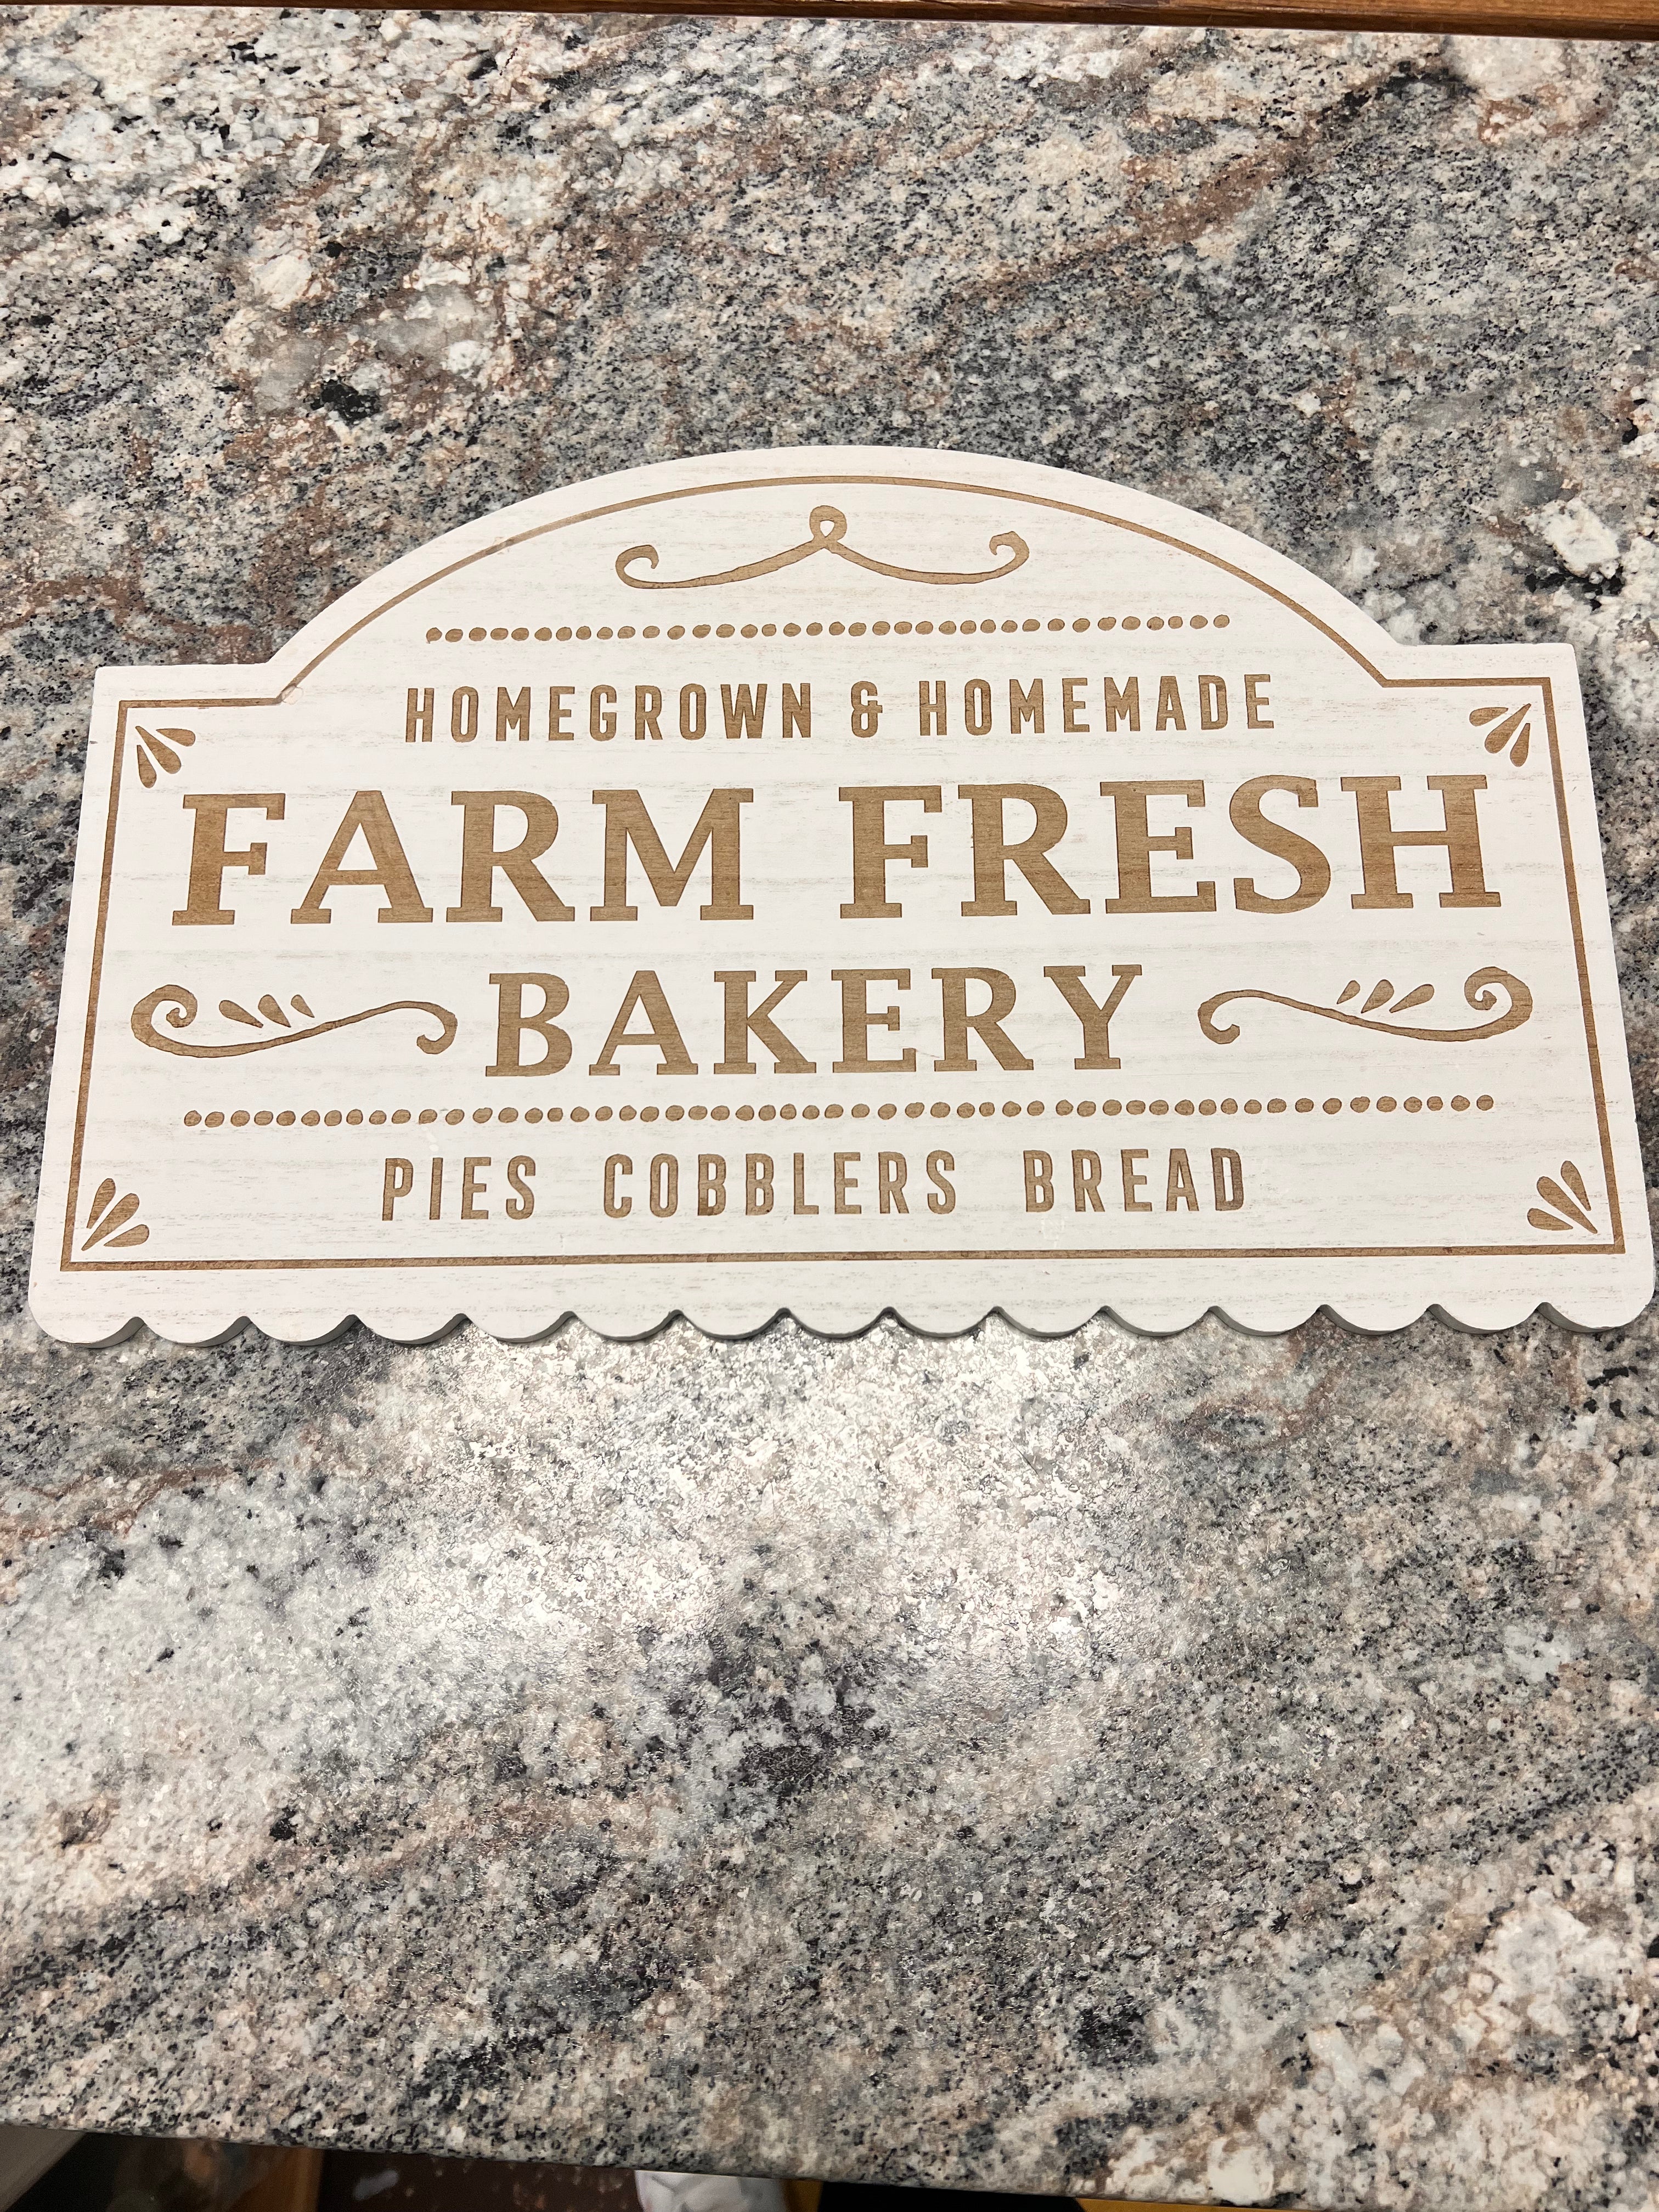 HOMEGROWN & HOMEMADE
FARM FRESH
BAKERY
PIES COBBLERS BREAD